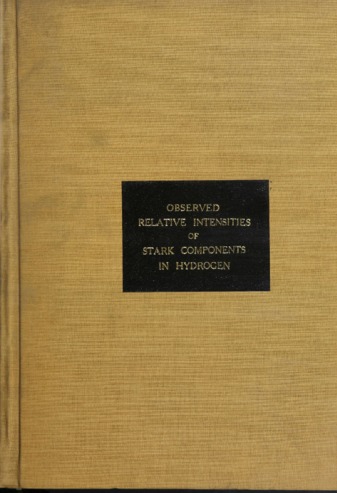 OBSERVED
RELATIVE INTENSITIES
OF
STARK COMPONENTS
IN HYDROGEN